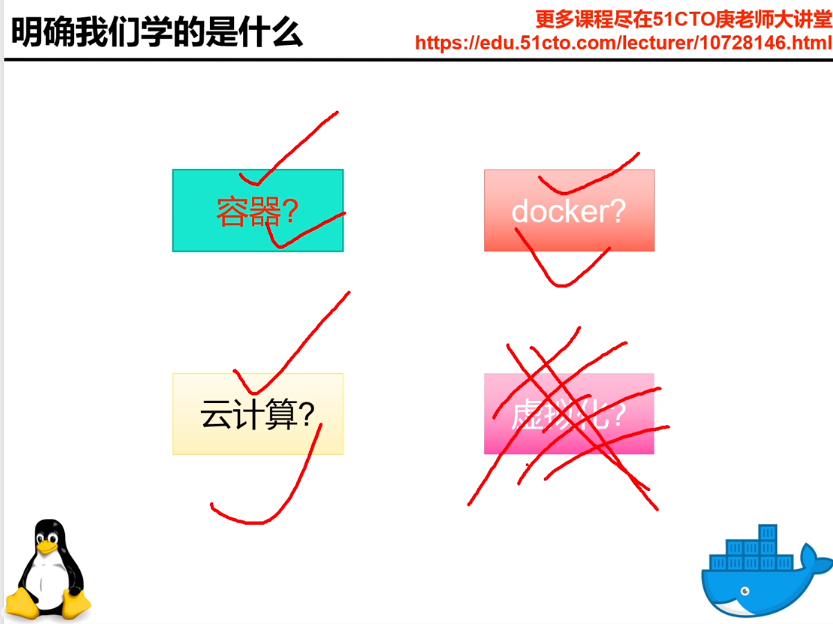 明确我们学的是什么
更多课程尽在51CTO庚老师大讲堂
https://edu.51cto.com/lecturer/10728146.html
容器?
docker?
云计算?
虚拟化?